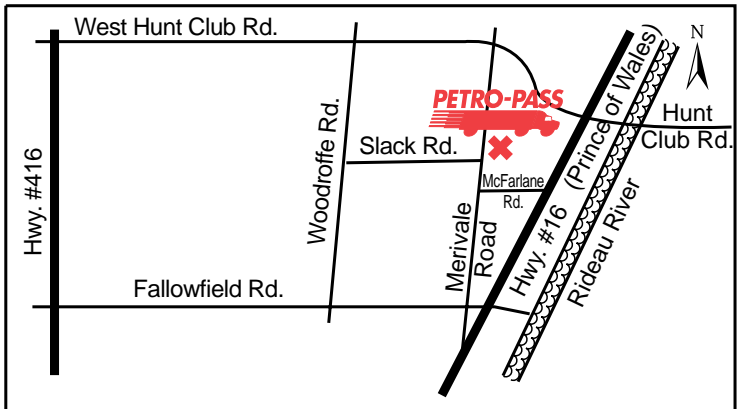 West Hunt Club Rd.
N
PETRO-PASS
Hunt
Club Rd.
Hwy. #416
Woodroffe Rd.
Slack Rd.
McFarlane
Rd.
Merivale
Road
Hwy. #16 (Prince of Wales)
Rideau River
Fallowfield Rd.